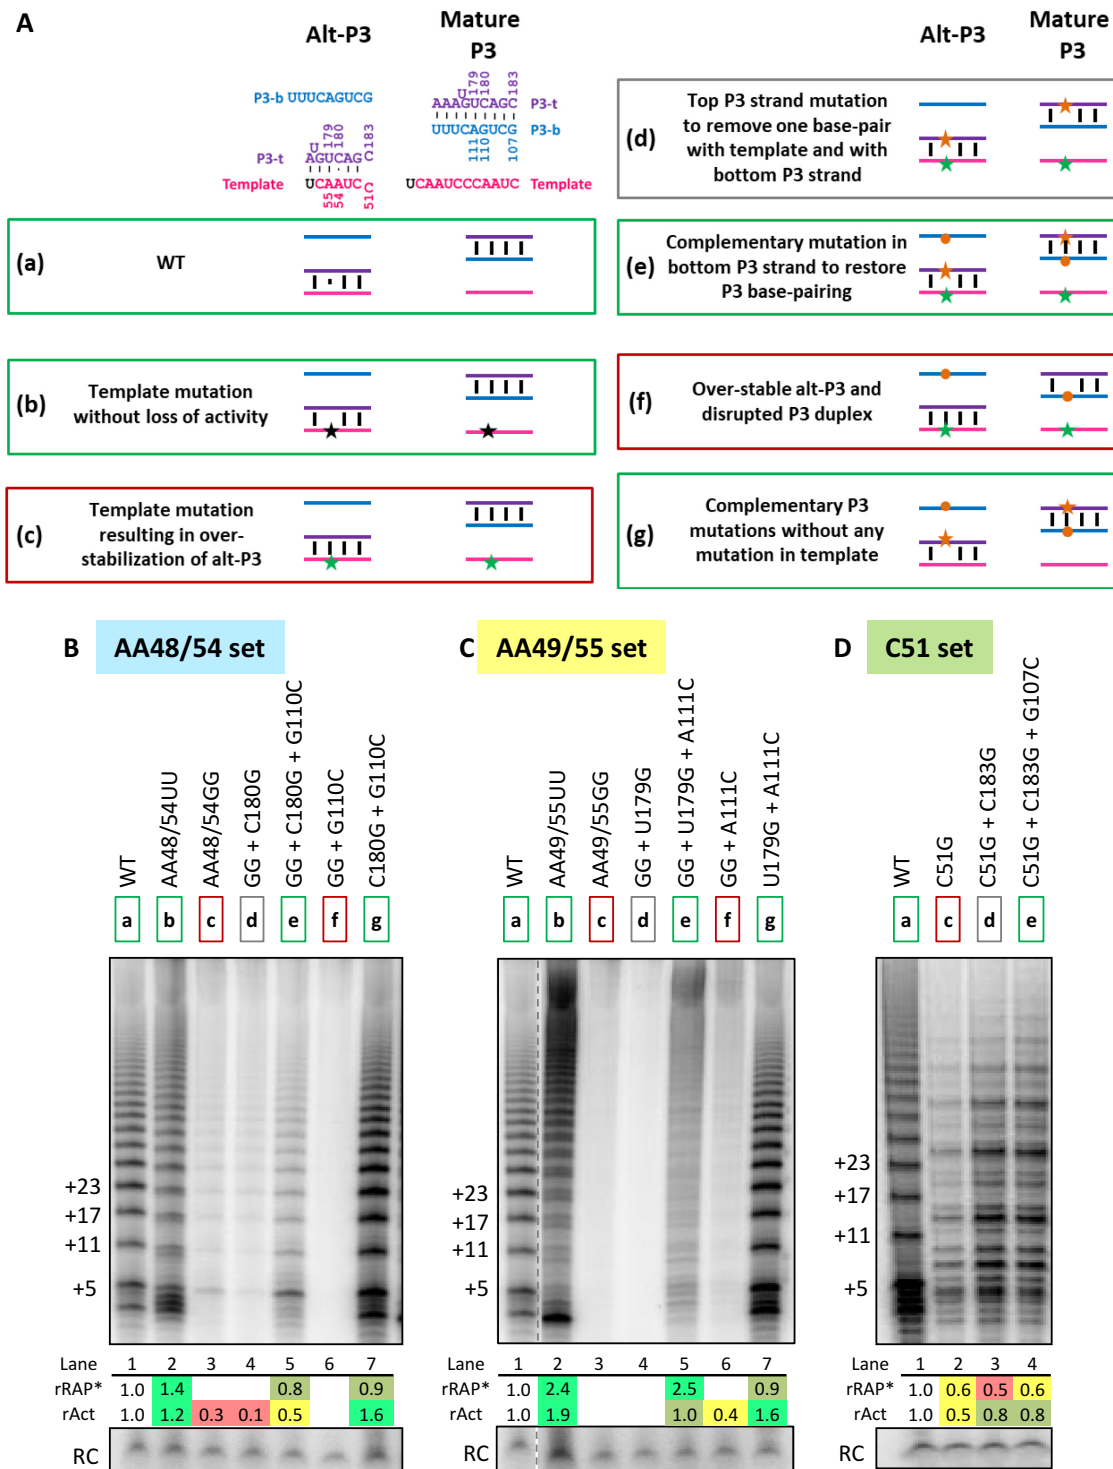 A
Alt-P3
Mature
P3
P3-b UUUCAGUCG
U 179 180 183
P3-t AGUCAG C
Template UCAAUC C
55 54 51
U 179 180 183
AAAGUCAGC P3-t
UUUCAGUCG P3-b
111 110 107
UCAAUCCCAAUC Template
(a) WT
(b) Template mutation
without loss of activity
(c) Template mutation
resulting in over-
stabilization of alt-P3
Alt-P3
Mature
P3
(d) Top P3 strand mutation
to remove one base-pair
with template and with
bottom P3 strand
(e) Complementary mutation in
bottom P3 strand to restore
P3 base-pairing
(f) Over-stable alt-P3 and
disrupted P3 duplex
(g) Complementary P3
mutations without any
mutation in template
B AA48/54 set
WT
AA48/54UU
AA48/54GG
GG + C180G
GG + C180G + G110C
GG + G110C
C180G + G110C
a b c d e f g
+23
+17
+11
+5
Lane 1 2 3 4 5 6 7
rRAP* 1.0 1.4 0.8 0.9
rAct 1.0 1.2 0.3 0.1 0.5 1.6
RC
C AA49/55 set
WT
AA49/55UU
AA49/55GG
GG + U179G
GG + U179G + A111C
GG + A111C
U179G + A111C
a b c d e f g
+23
+17
+11
+5
1 2 3 4 5 6 7
rRAP* 1.0 2.4 2.5 0.9
rAct 1.0 1.9 1.0 0.4 1.6
RC
D C51 set
WT
C51G
C51G + C183G
C51G + C183G + G107C
a c d e
+23
+17
+11
+5
Lane 1 2 3 4
rRAP* 1.0 0.6 0.5 0.6
rAct 1.0 0.5 0.8 0.8
RC